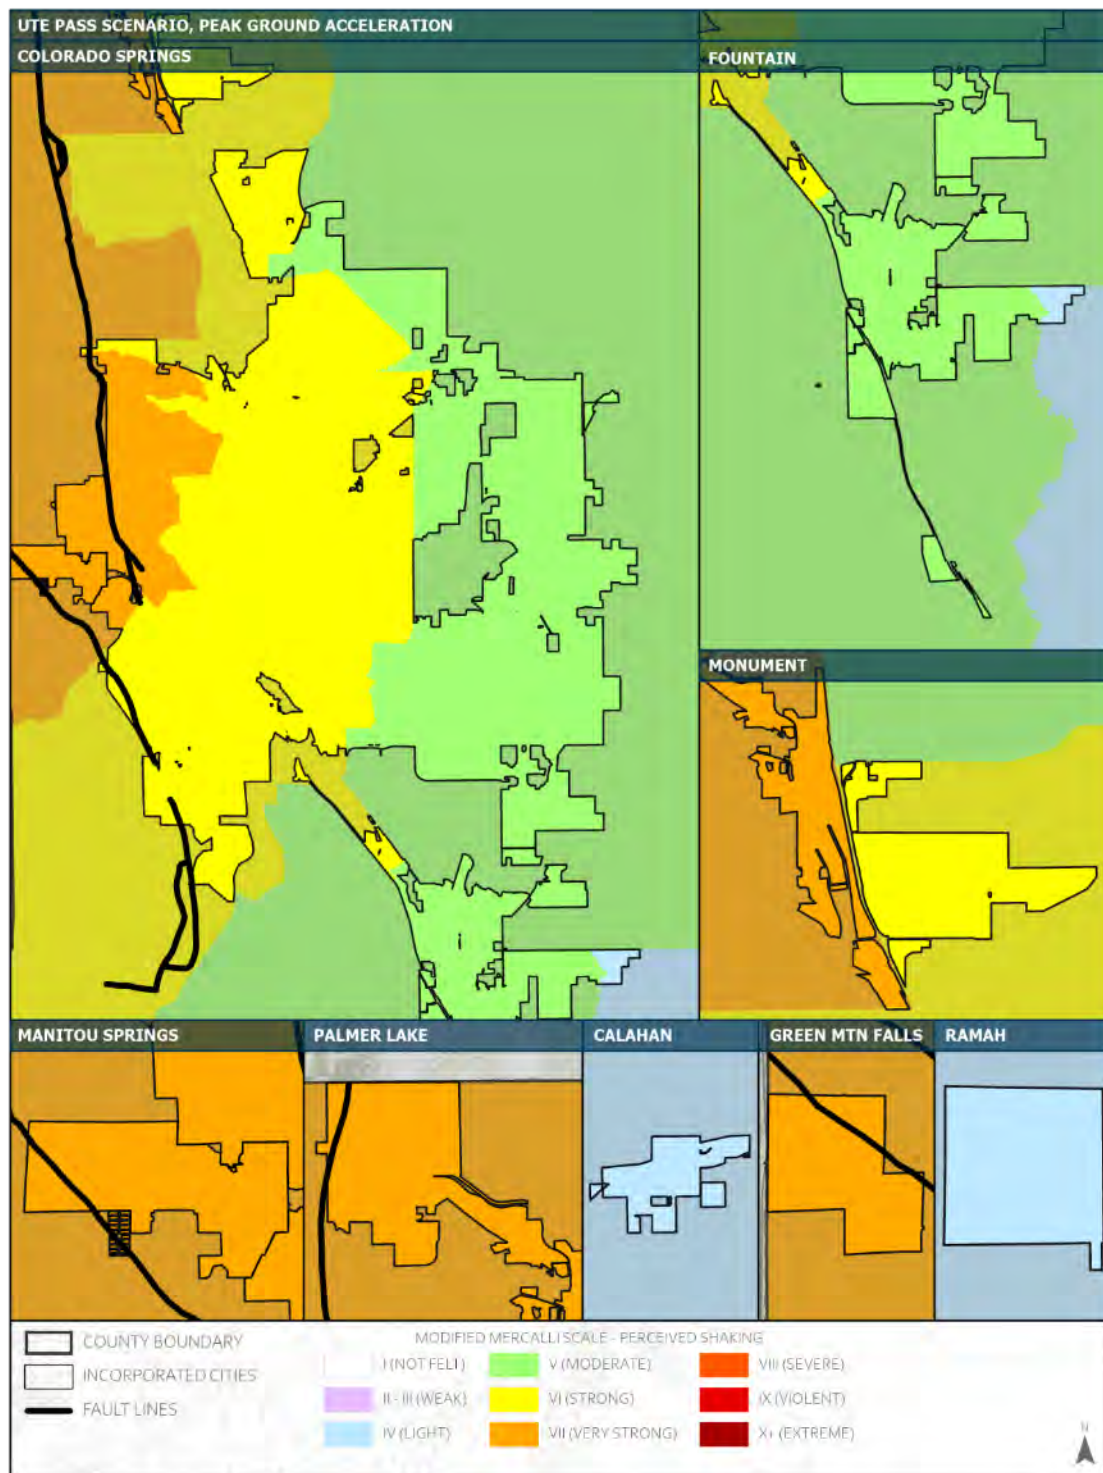 UTE PASS SCENARIO, PEAK GROUND ACCELERATION
COLORADO SPRINGS
FOUNTAIN
MONUMENT
MANITOU SPRINGS
PALMER LAKE
CALAHAN
GREEN MTN FALLS
RAMAH
COUNTY BOUNDARY
INCORPORATED CITIES
FAULT LINES
MODIFIED MERCALLI SCALE - PERCEIVED SHAKING
I (NOT FELT)
II - III (WEAK)
IV (LIGHT)
V (MODERATE)
VI (STRONG)
VII (VERY STRONG)
VIII (SEVERE)
IX (VIOLENT)
X+ (EXTREME)
N